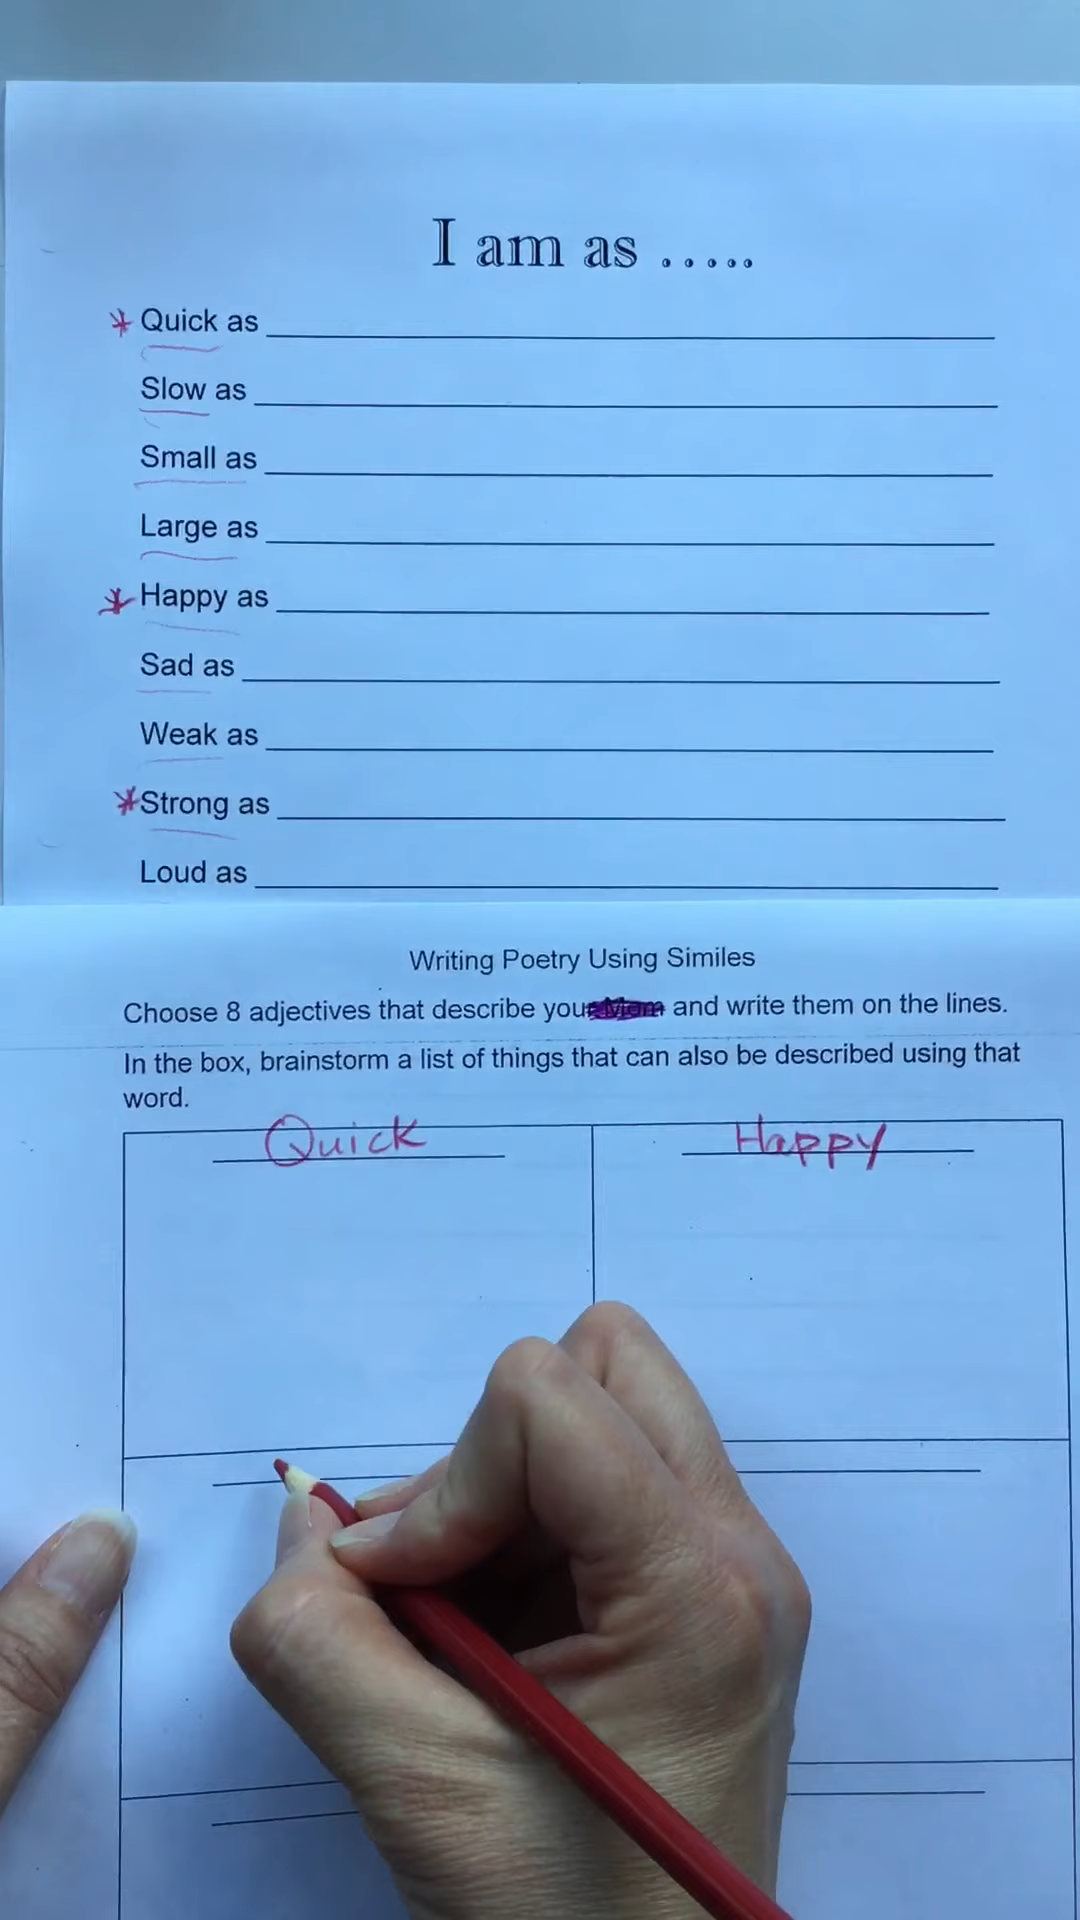 I am as .....
* Quick as
Slow as
Small as
Large as
* Happy as
Sad as
Weak as
* Strong as
Loud as
Writing Poetry Using Similes
Choose 8 adjectives that describe your Mom and write them on the lines.
In the box, brainstorm a list of things that can also be described using that
word.
Quick Happy